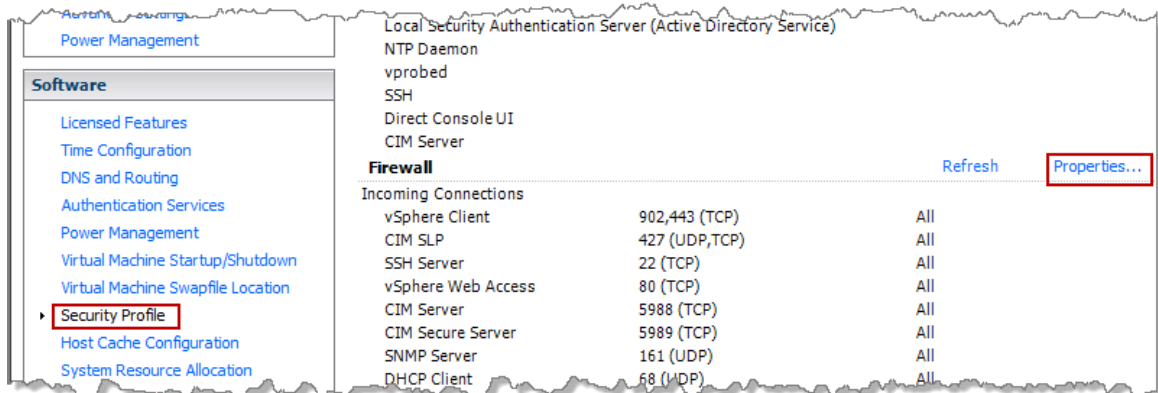 Power Management
Software
Licensed Features
Time Configuration
DNS and Routing
Authentication Services
Power Management
Virtual Machine Startup/Shutdown
Virtual Machine Swapfile Location
Security Profile
Host Cache Configuration
System Resource Allocation
Local Security Authentication Server (Active Directory Service)
NTP Daemon
vprobed
SSH
Direct Console UI
CIM Server
Firewall Refresh Properties...
Incoming Connections
vSphere Client 902,443 (TCP) All
CIM SLP 427 (UDP,TCP) All
SSH Server 22 (TCP) All
vSphere Web Access 80 (TCP) All
CIM Server 5988 (TCP) All
CIM Secure Server 5989 (TCP) All
SNMP Server 161 (UDP) All
DHCP Client 68 (UDP) All